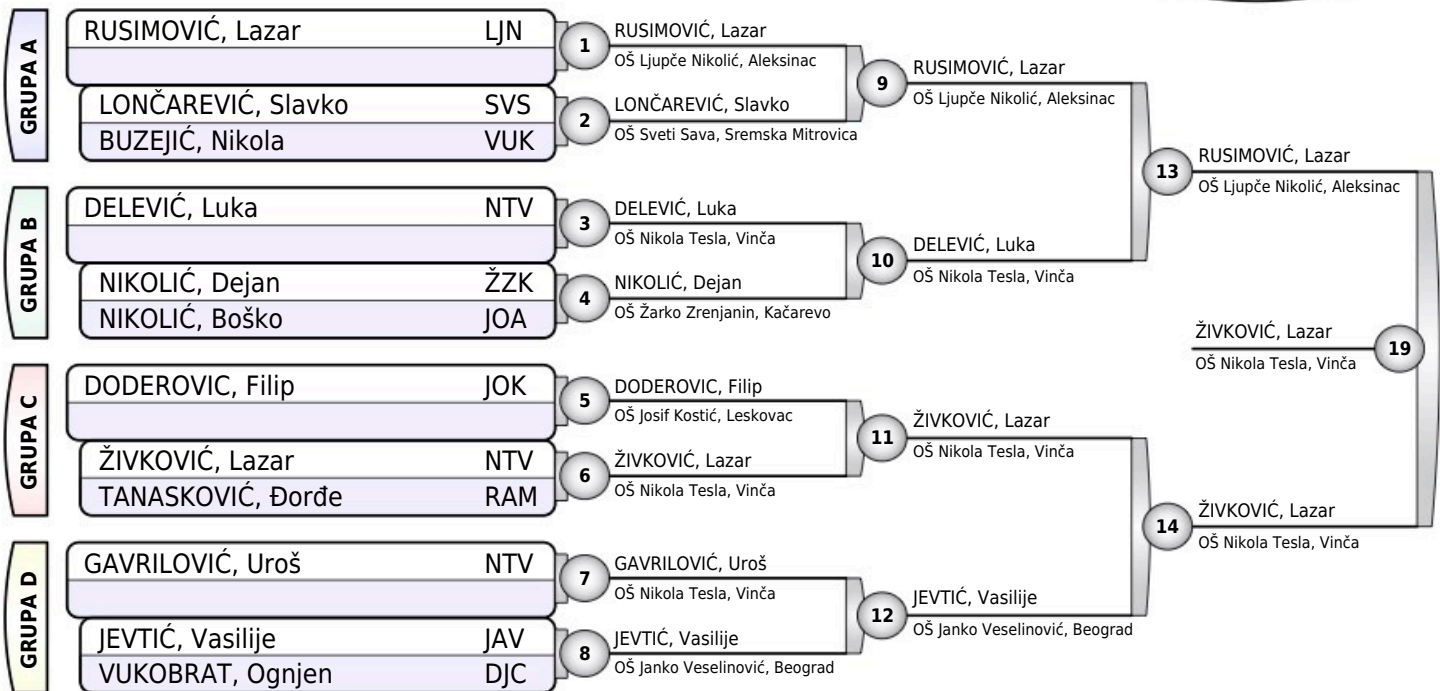 GRUPA A
RUSIMOVIĆ, Lazar LJN
LONČAREVIĆ, Slavko SVS
BUZEJIĆ, Nikola VUK
GRUPA B
DELEVIĆ, Luka NTV
NIKOLIĆ, Dejan ŽZK
NIKOLIĆ, Boško JOA
GRUPA C
DODEROVIC, Filip JOK
ŽIVKOVIĆ, Lazar NTV
TANASKOVIĆ, Đorđe RAM
GRUPA D
GAVRILOVIĆ, Uroš NTV
JEVTIĆ, Vasilije JAV
VUKOBRAT, Ognjen DJC
1
RUSIMOVIĆ, Lazar
OŠ Ljupče Nikolić, Aleksinac
2
LONČAREVIĆ, Slavko
OŠ Sveti Sava, Sremska Mitrovica
3
DELEVIĆ, Luka
OŠ Nikola Tesla, Vinča
4
NIKOLIĆ, Dejan
OŠ Žarko Zrenjanin, Kačarevo
5
DODEROVIC, Filip
OŠ Josif Kostić, Leskovac
6
ŽIVKOVIĆ, Lazar
OŠ Nikola Tesla, Vinča
7
GAVRILOVIĆ, Uroš
OŠ Nikola Tesla, Vinča
8
JEVTIĆ, Vasilije
OŠ Janko Veselinović, Beograd
9
RUSIMOVIĆ, Lazar
OŠ Ljupče Nikolić, Aleksinac
10
DELEVIĆ, Luka
OŠ Nikola Tesla, Vinča
11
ŽIVKOVIĆ, Lazar
OŠ Nikola Tesla, Vinča
12
JEVTIĆ, Vasilije
OŠ Janko Veselinović, Beograd
13
RUSIMOVIĆ, Lazar
OŠ Ljupče Nikolić, Aleksinac
14
ŽIVKOVIĆ, Lazar
OŠ Nikola Tesla, Vinča
ŽIVKOVIĆ, Lazar
OŠ Nikola Tesla, Vinča
19